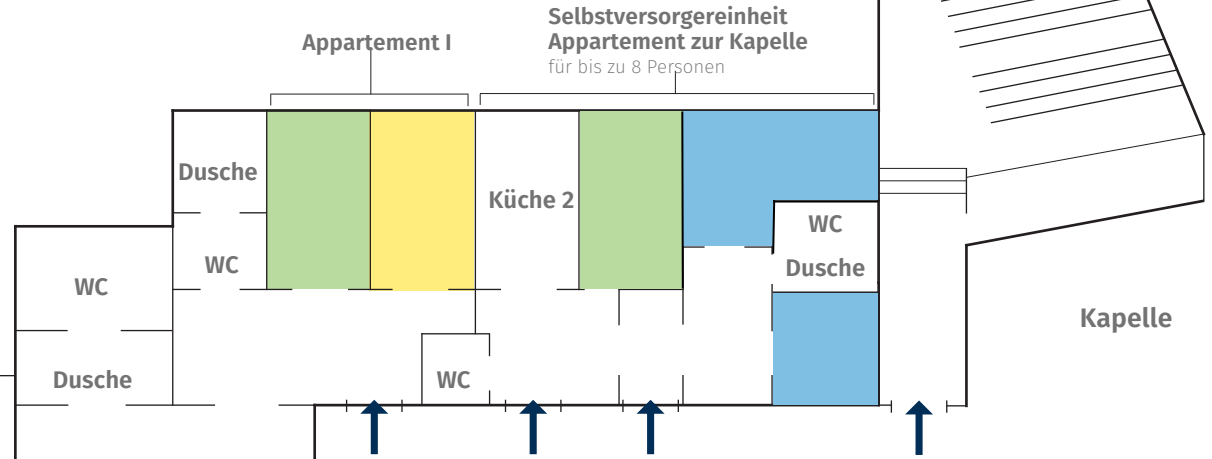 Selbstversorgereinheit
Appartement I
Appartement zur Kapelle
für bis zu 8 Personen
Dusche
Küche 2
WC
WC
Dusche
WC
Kapelle
Dusche
WC